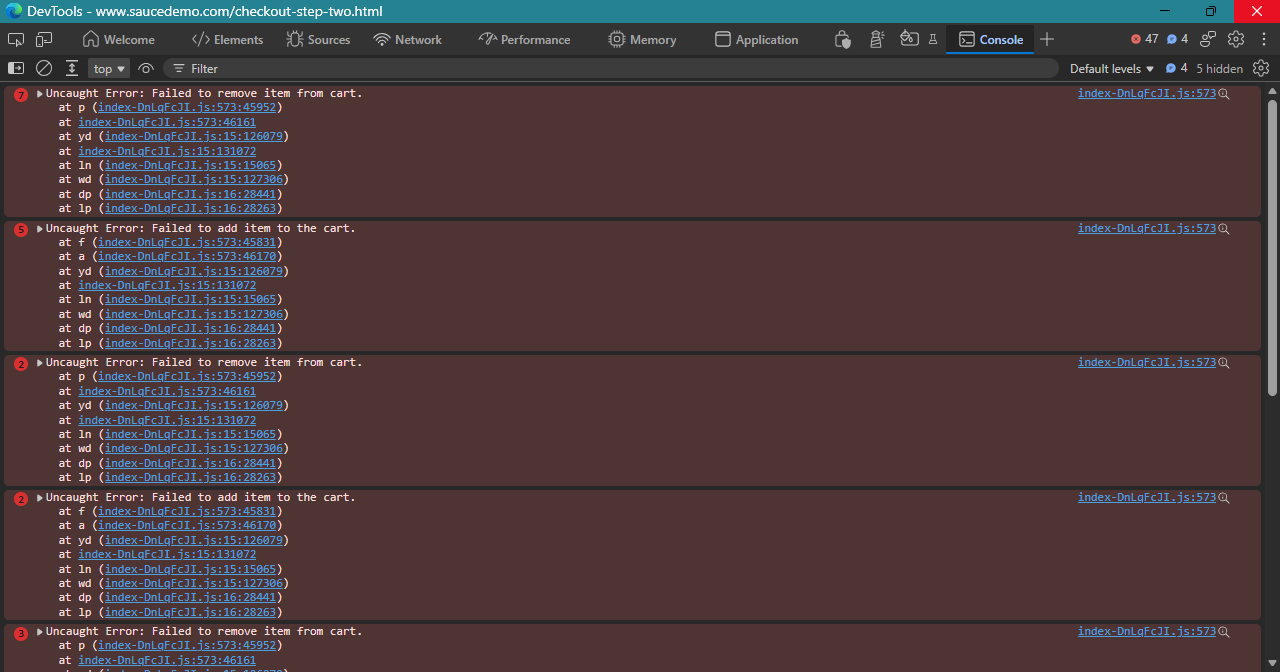 DevTools - www.saucedemo.com/checkout-step-two.html
Welcome Elements Sources Network Performance Memory Application Console 47 4
top Filter Default levels 4 5 hidden
7 Uncaught Error: Failed to remove item from cart. index-DnLqFcJI.js:573
at p (index-DnLqFcJI.js:573:45952)
at index-DnLqFcJI.js:573:46161
at yd (index-DnLqFcJI.js:15:126079)
at index-DnLqFcJI.js:15:131072
at ln (index-DnLqFcJI.js:15:15065)
at wd (index-DnLqFcJI.js:15:127306)
at dp (index-DnLqFcJI.js:16:28441)
at lp (index-DnLqFcJI.js:16:28263)
5 Uncaught Error: Failed to add item to the cart. index-DnLqFcJI.js:573
at f (index-DnLqFcJI.js:573:45831)
at a (index-DnLqFcJI.js:573:46170)
at yd (index-DnLqFcJI.js:15:126079)
at index-DnLqFcJI.js:15:131072
at ln (index-DnLqFcJI.js:15:15065)
at wd (index-DnLqFcJI.js:15:127306)
at dp (index-DnLqFcJI.js:16:28441)
at lp (index-DnLqFcJI.js:16:28263)
2 Uncaught Error: Failed to remove item from cart. index-DnLqFcJI.js:573
at p (index-DnLqFcJI.js:573:45952)
at index-DnLqFcJI.js:573:46161
at yd (index-DnLqFcJI.js:15:126079)
at index-DnLqFcJI.js:15:131072
at ln (index-DnLqFcJI.js:15:15065)
at wd (index-DnLqFcJI.js:15:127306)
at dp (index-DnLqFcJI.js:16:28441)
at lp (index-DnLqFcJI.js:16:28263)
2 Uncaught Error: Failed to add item to the cart. index-DnLqFcJI.js:573
at f (index-DnLqFcJI.js:573:45831)
at a (index-DnLqFcJI.js:573:46170)
at yd (index-DnLqFcJI.js:15:126079)
at index-DnLqFcJI.js:15:131072
at ln (index-DnLqFcJI.js:15:15065)
at wd (index-DnLqFcJI.js:15:127306)
at dp (index-DnLqFcJI.js:16:28441)
at lp (index-DnLqFcJI.js:16:28263)
3 Uncaught Error: Failed to remove item from cart. index-DnLqFcJI.js:573
at p (index-DnLqFcJI.js:573:45952)
at index-DnLqFcJI.js:573:46161